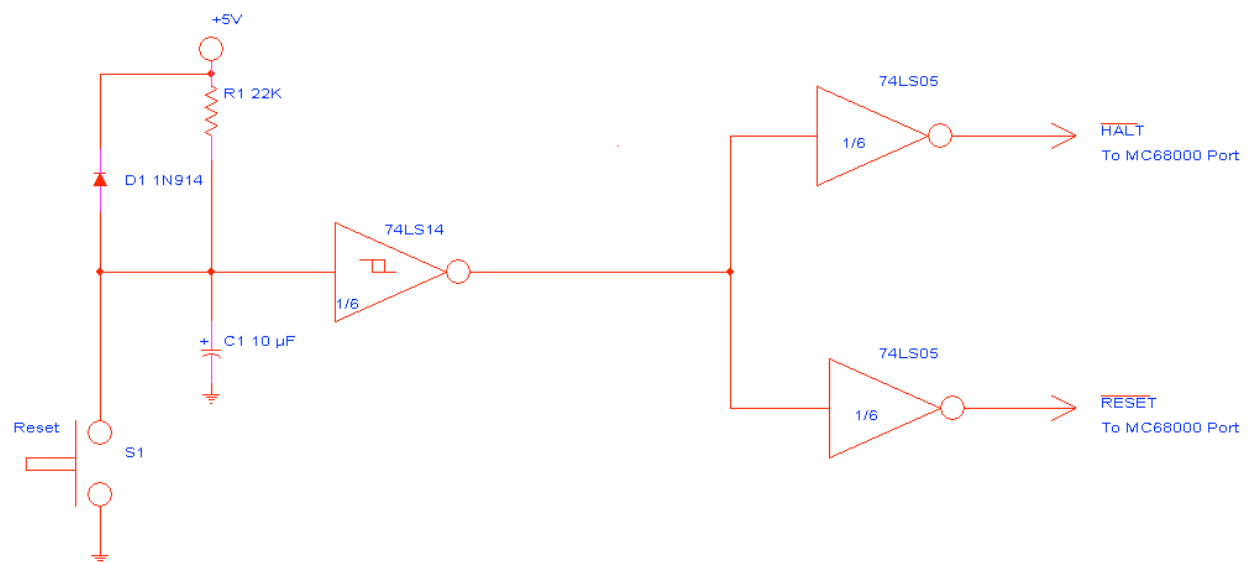 +5V
R1 22K
D1 1N914
74LS14
1/6
C1 10 µF
Reset
S1
74LS05
1/6
HALT
To MC68000 Port
74LS05
1/6
RESET
To MC68000 Port
+